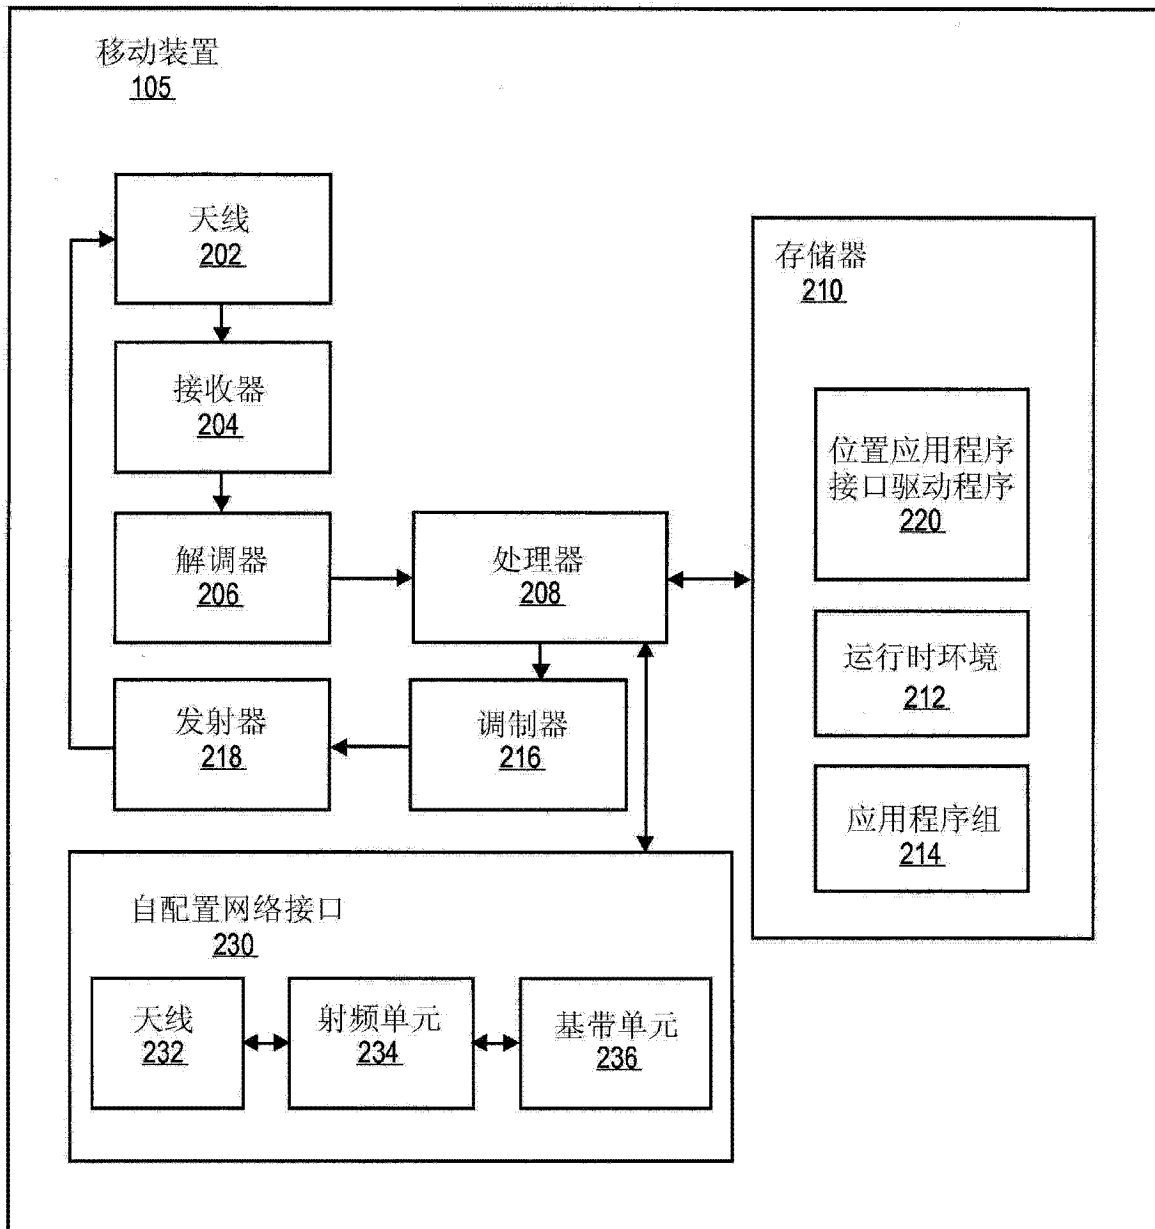 移动装置
105
天线
202
接收器
204
解调器
206
处理器
208
发射器
218
调制器
216
存储器
210
位置应用程序
接口驱动程序
220
运行时环境
212
应用程序组
214
自配置网络接口
230
天线
232
射频单元
234
基带单元
236